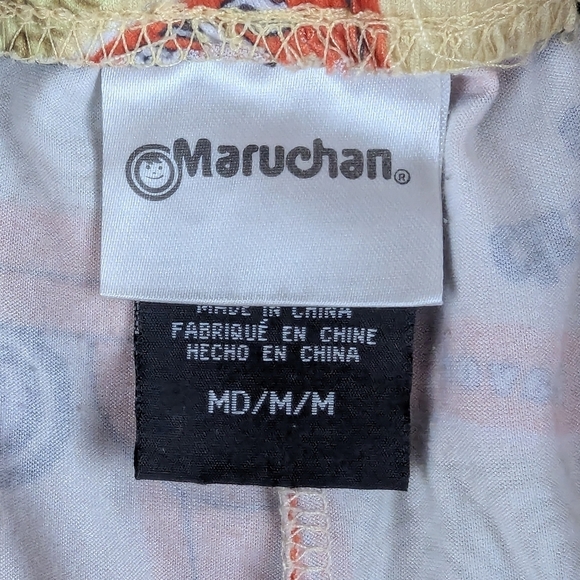 Maruchan®
MADE IN CHINA
FABRIQUÉ EN CHINE
HECHO EN CHINA
MD/M/M